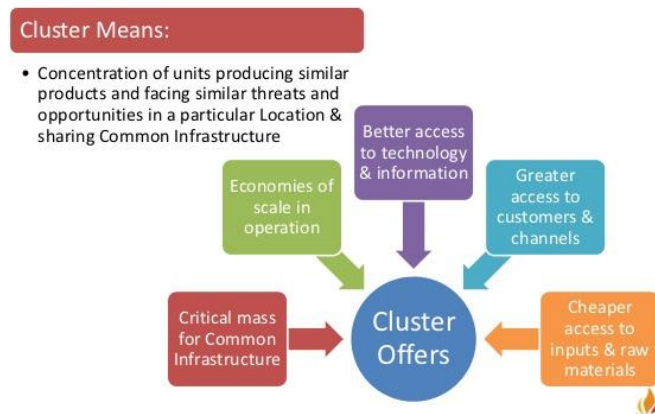 Cluster Means:
• Concentration of units producing similar
products and facing similar threats and
opportunities in a particular Location &
sharing Common Infrastructure
Critical mass
for Common
Infrastructure
Economies of
scale in
operation
Better access
to technology
& information
Greater
access to
customers &
channels
Cheaper
access to
inputs & raw
materials
Cluster
Offers